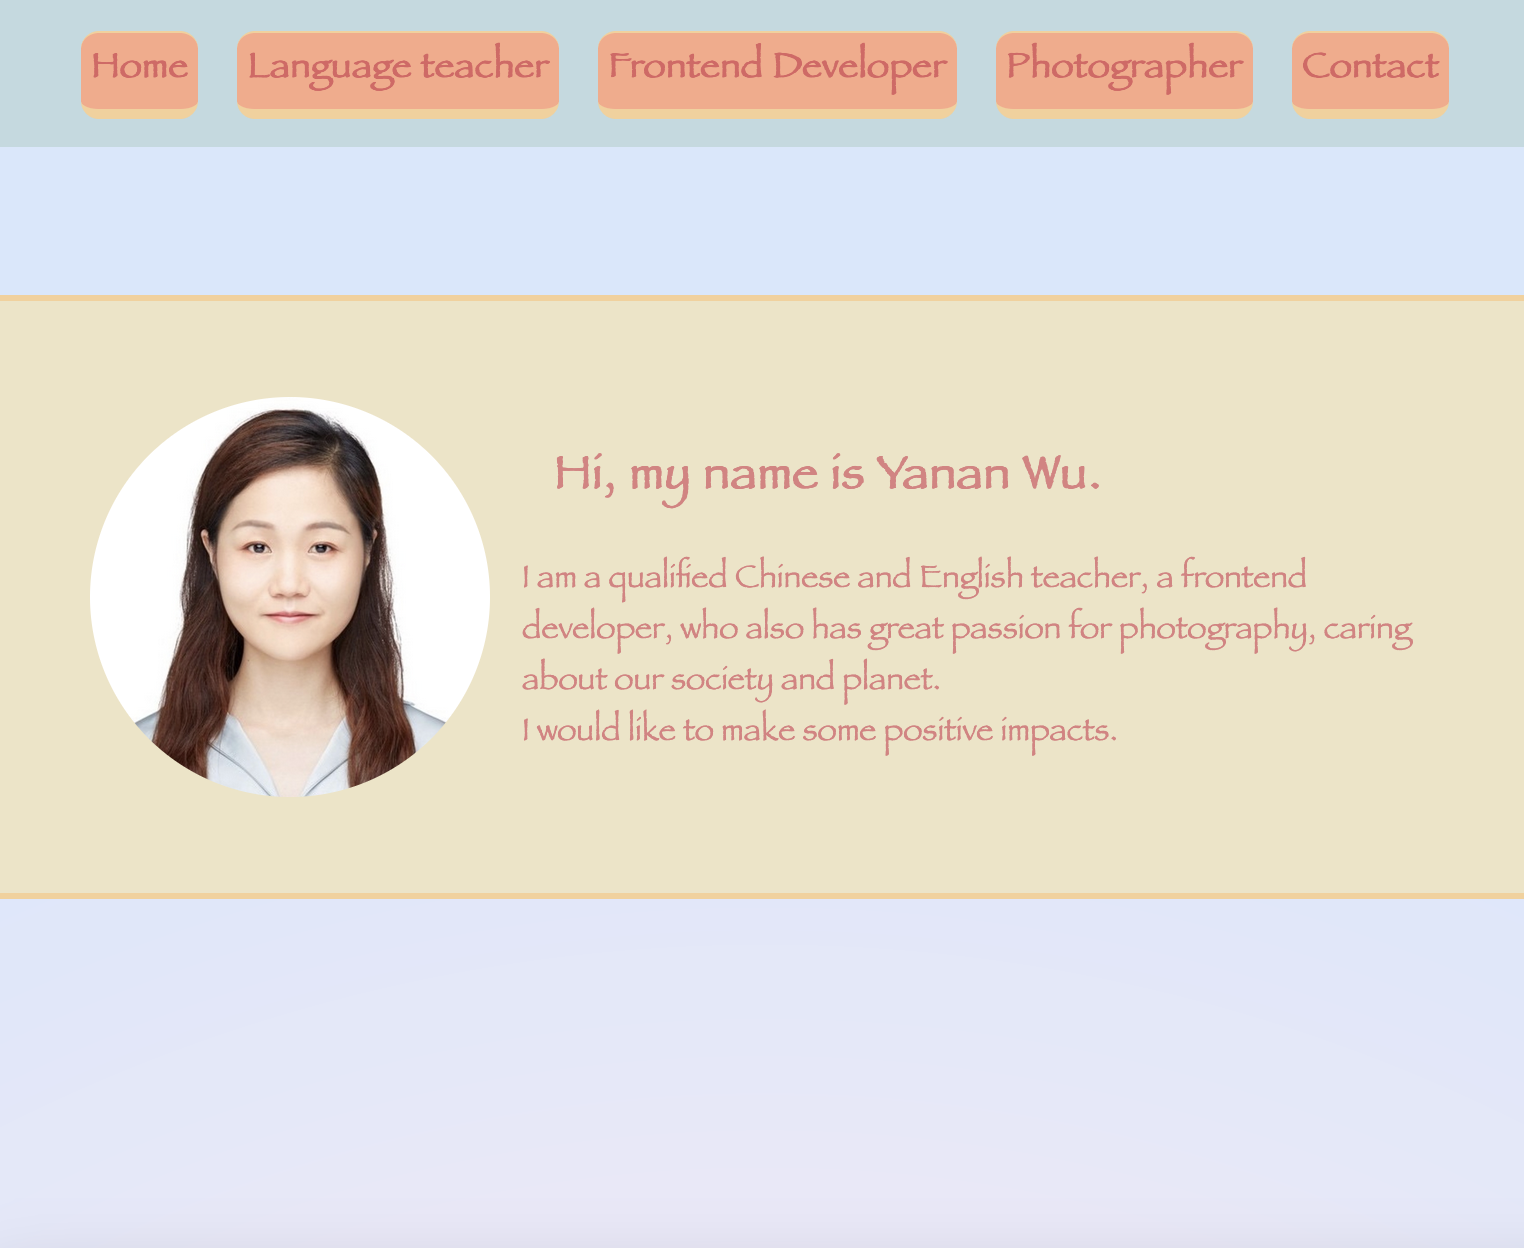 Home
Language teacher
Frontend Developer
Photographer
Contact
Hi, my name is Yanan Wu.
I am a qualified Chinese and English teacher, a frontend
developer, who also has great passion for photography, caring
about our society and planet.
I would like to make some positive impacts.